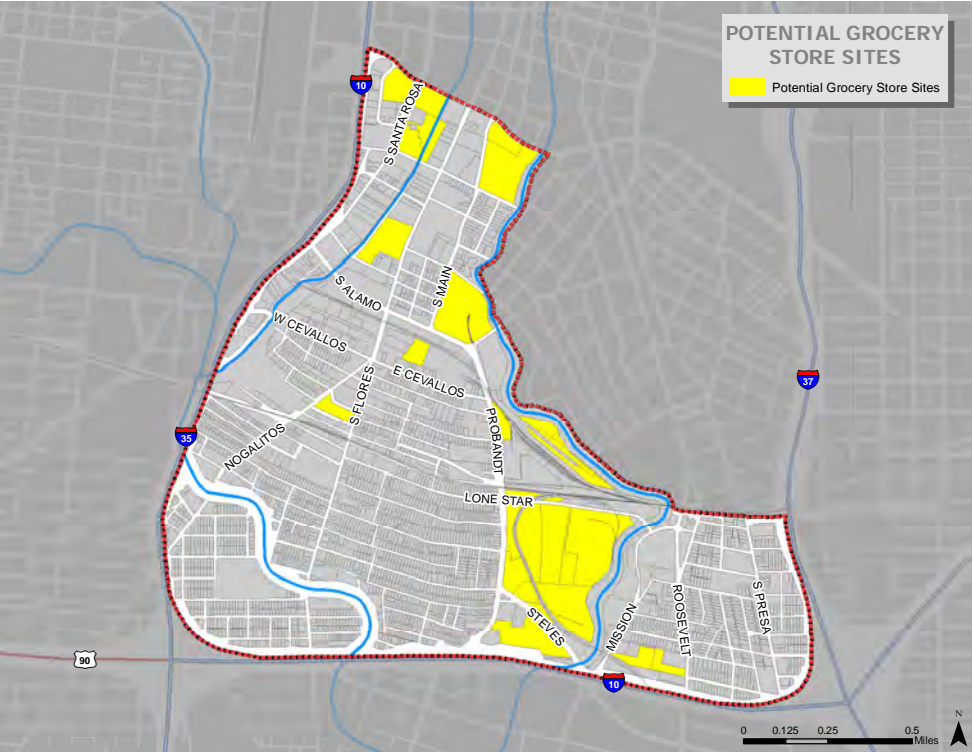 POTENTIAL GROCERY
STORE SITES
Potential Grocery Store Sites
10
S SANTA ROSA
S ALAMO
S MAIN
W CEVALLOS
E CEVALLOS
37
S FLORES
PROBANDT
35
NOGALITOS
LONE STAR
STEVES
MISSION
ROOSEVELT
S PRESA
90
10
N
0 0.125 0.25 0.5
Miles